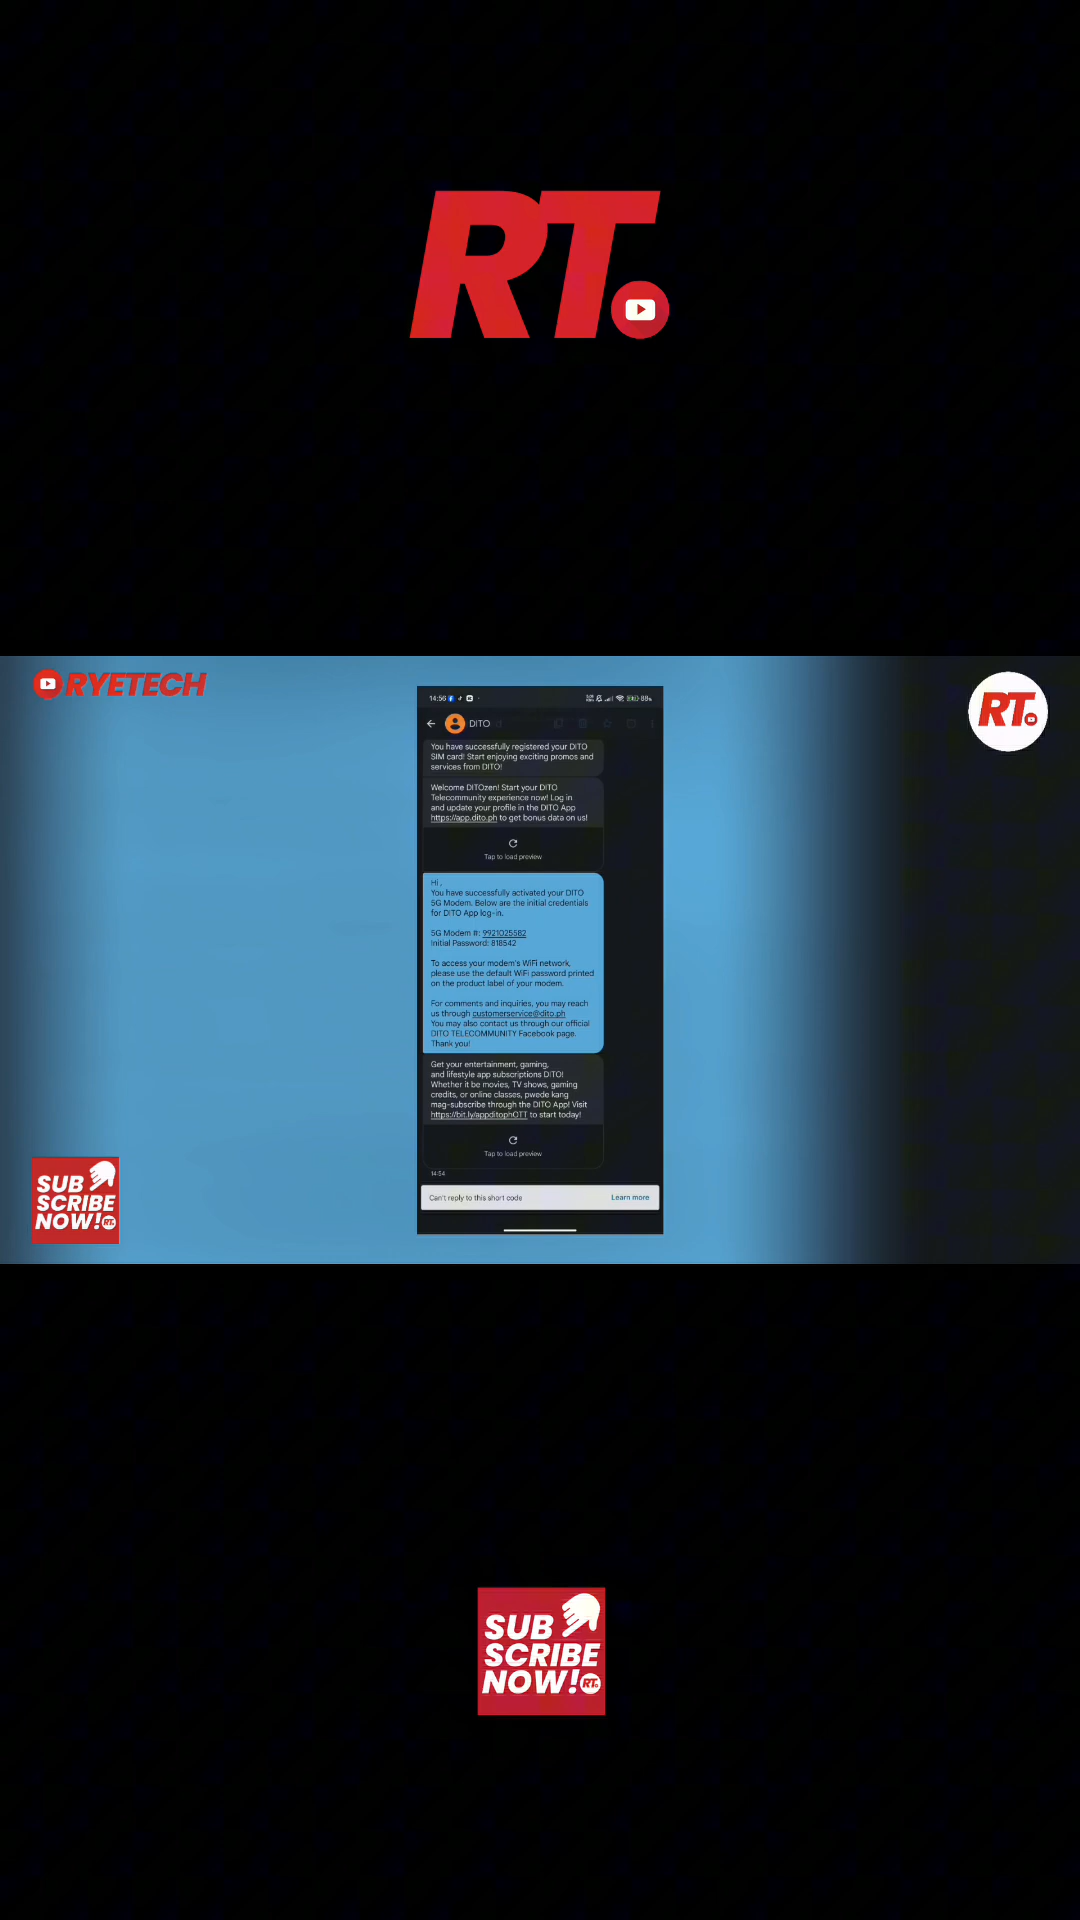 RT
RYETECH
RT
14:56
88%
DITO
You have successfully registered your DITO
SIM card! Start enjoying exciting promos and
services from DITO!
Welcome DITOzen! Start your DITO
Telecommunity experience now! Log in
and update your profile in the DITO App
https://app.dito.ph to get bonus data on us!
Tap to load preview
Hi ,
You have successfully activated your DITO
5G Modem. Below are the initial credentials
for DITO App log-in.
5G Modem #: 9921025582
Initial Password: 818542
To access your modem's WiFi network,
please use the default WiFi password printed
on the product label of your modem.
For comments and inquiries, you may reach
us through customerservice@dito.ph
You may also contact us through our official
DITO TELECOMMUNITY Facebook page.
Thank you!
Get your entertainment, gaming,
and lifestyle app subscriptions DITO!
Whether it be movies, TV shows, gaming
credits, or online classes, pwede kang
mag-subscribe through the DITO App! Visit
https://bit.ly/appditophOTT to start today!
Tap to load preview
14:54
Can't reply to this short code
Learn more
SUB
SCRIBE
NOW! RT
SUB
SCRIBE
NOW! RT